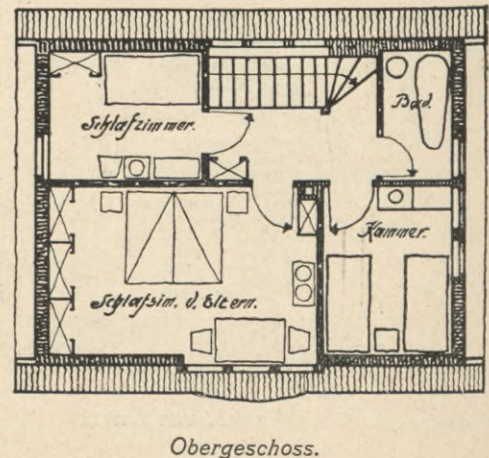 Schlafzimmer.
Bad.
Kammer.
Schlafzim. d. Eltern.
Obergeschoss.